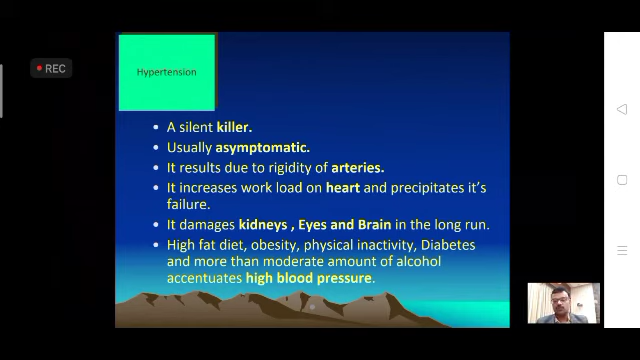 REC
Hypertension
• A silent killer.
• Usually asymptomatic.
• It results due to rigidity of arteries.
• It increases work load on heart and precipitates it's
failure.
• It damages kidneys , Eyes and Brain in the long run.
• High fat diet, obesity, physical inactivity, Diabetes
and more than moderate amount of alcohol
accentuates high blood pressure.